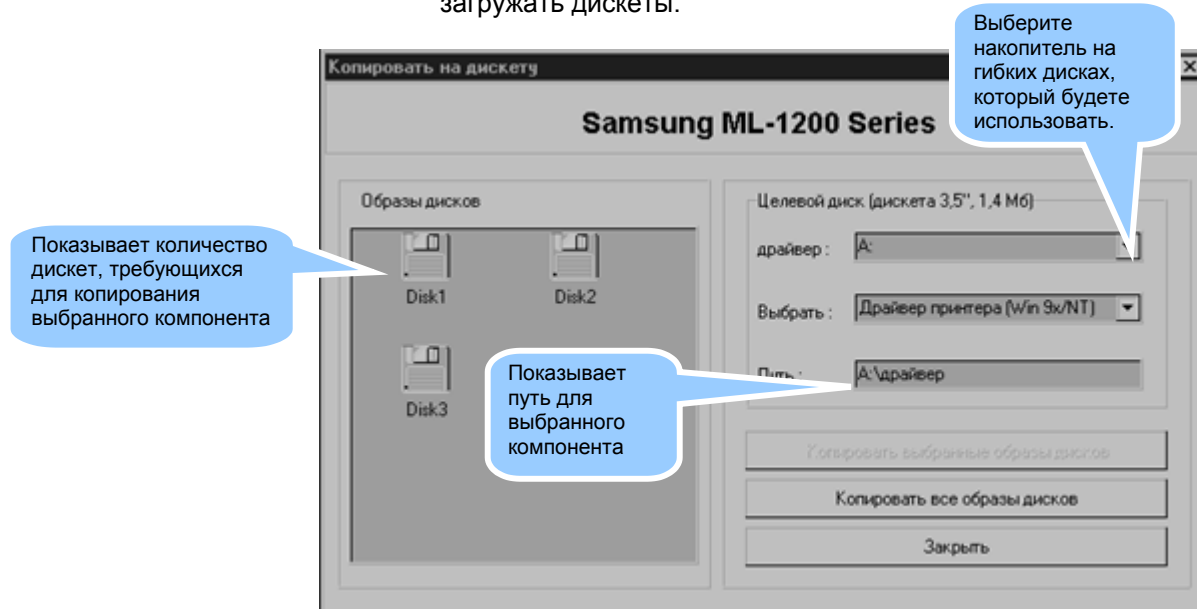 загружать дискеты.
Выберите
накопитель на
гибких дисках,
который будете
использовать.
Копировать на дискету
Samsung ML-1200 Series
Образы дисков
Целевой диск (дискета 3,5'', 1,4 Мб)
Показывает количество
дискет, требующихся
для копирования
выбранного компонента
Disk1
Disk2
Disk3
драйвер :
A:
Выбрать :
Драйвер принтера (Win 9x/NT)
Показывает
путь для
выбранного
компонента
Путь :
A:\драйвер
Копировать выбранные образы дисков
Копировать все образы дисков
Закрыть